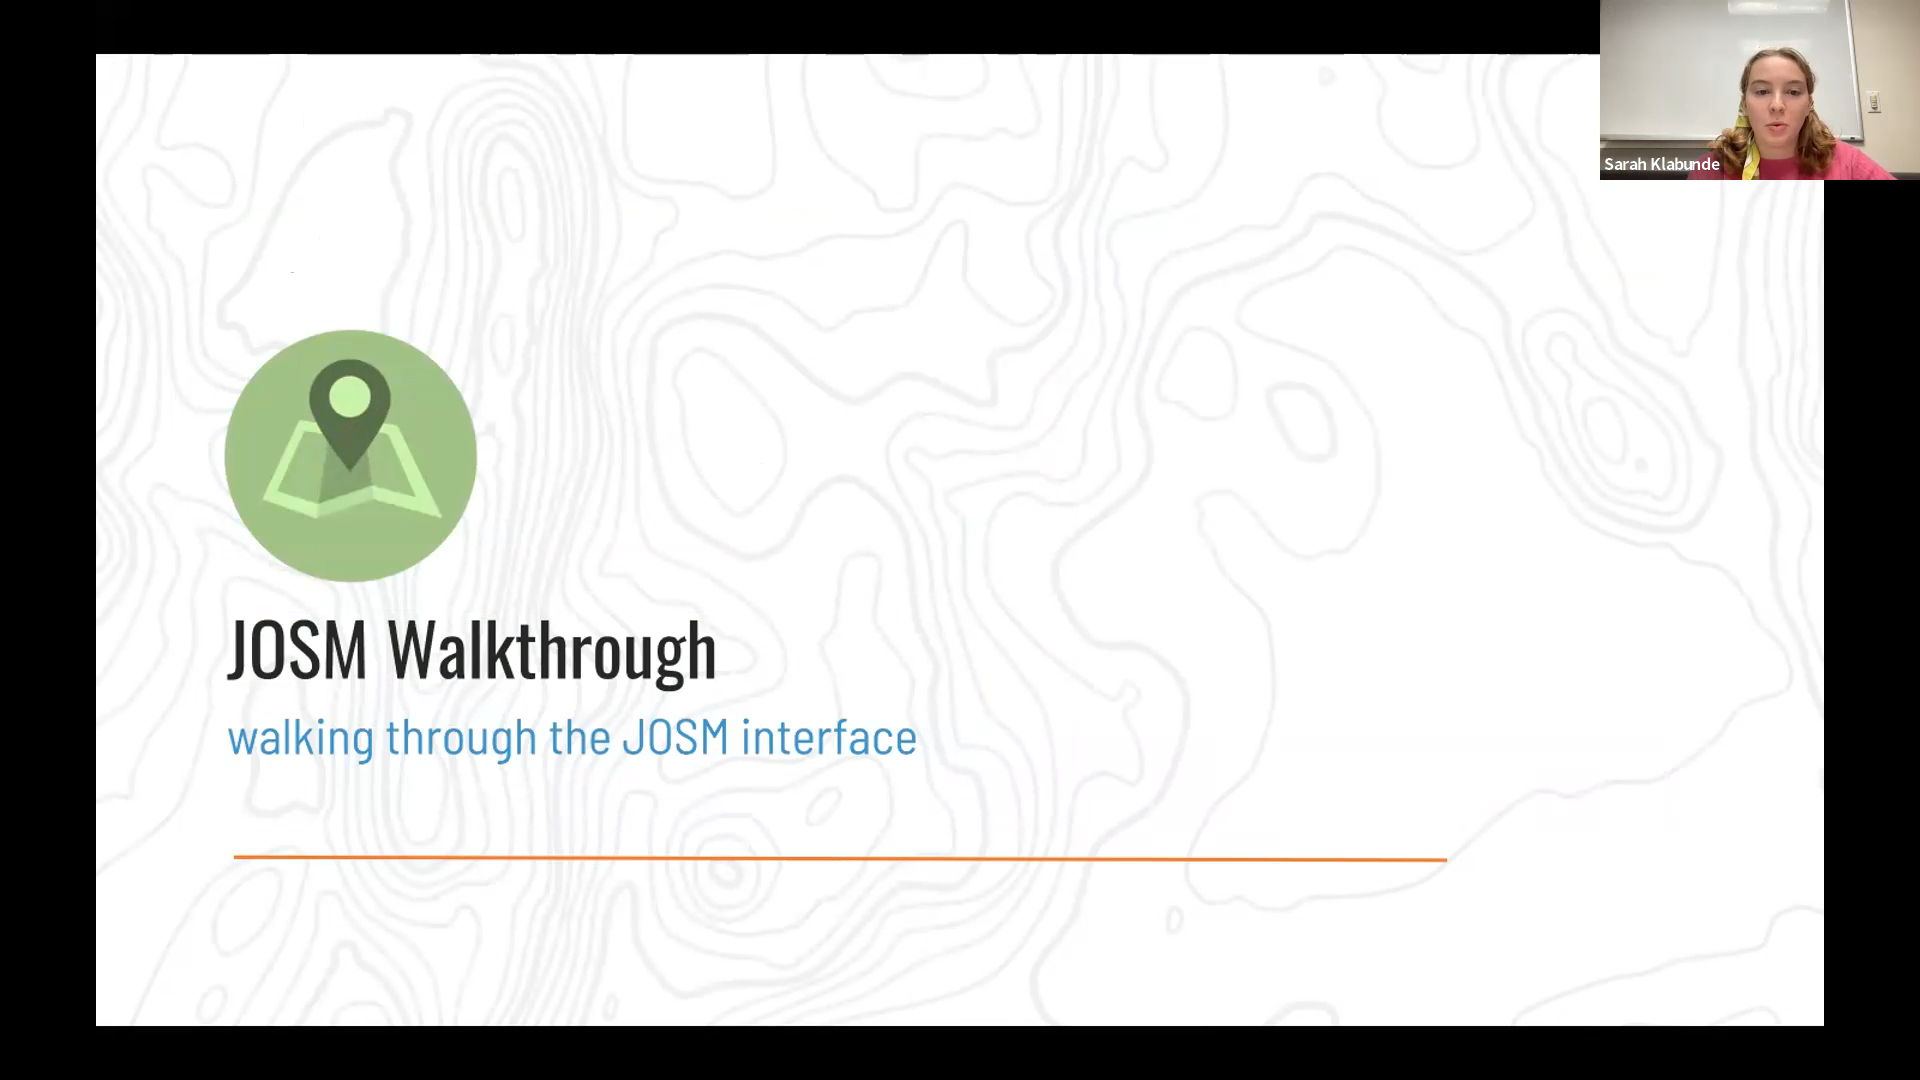 Sarah Klabunde
JOSM Walkthrough
walking through the JOSM interface